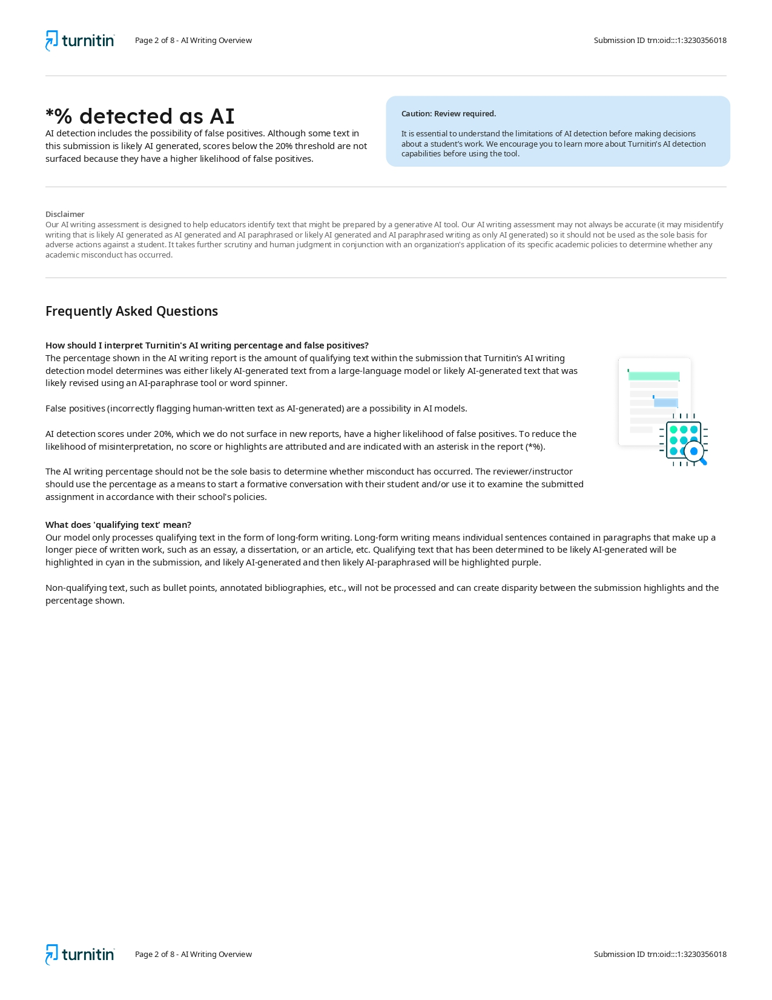 turnitin Page 2 of 8 - AI Writing Overview Submission ID trn:oid:::1:3230356018
*% detected as AI
AI detection includes the possibility of false positives. Although some text in
this submission is likely AI generated, scores below the 20% threshold are not
surfaced because they have a higher likelihood of false positives.
Caution: Review required.
It is essential to understand the limitations of AI detection before making decisions
about a student’s work. We encourage you to learn more about Turnitin’s AI detection
capabilities before using the tool.
Disclaimer
Our AI writing assessment is designed to help educators identify text that might be prepared by a generative AI tool. Our AI writing assessment may not always be accurate (it may misidentify
writing that is likely AI generated as AI generated and AI paraphrased or likely AI generated and AI paraphrased writing as only AI generated) so it should not be used as the sole basis for
adverse actions against a student. It takes further scrutiny and human judgment in conjunction with an organization's application of its specific academic policies to determine whether any
academic misconduct has occurred.
Frequently Asked Questions
How should I interpret Turnitin's AI writing percentage and false positives?
The percentage shown in the AI writing report is the amount of qualifying text within the submission that Turnitin’s AI writing
detection model determines was either likely AI-generated text from a large-language model or likely AI-generated text that was
likely revised using an AI-paraphrase tool or word spinner.
False positives (incorrectly flagging human-written text as AI-generated) are a possibility in AI models.
AI detection scores under 20%, which we do not surface in new reports, have a higher likelihood of false positives. To reduce the
likelihood of misinterpretation, no score or highlights are attributed and are indicated with an asterisk in the report (*%).
The AI writing percentage should not be the sole basis to determine whether misconduct has occurred. The reviewer/instructor
should use the percentage as a means to start a formative conversation with their student and/or use it to examine the submitted
assignment in accordance with their school's policies.
What does 'qualifying text' mean?
Our model only processes qualifying text in the form of long-form writing. Long-form writing means individual sentences contained in paragraphs that make up a
longer piece of written work, such as an essay, a dissertation, or an article, etc. Qualifying text that has been determined to be likely AI-generated will be
highlighted in cyan in the submission, and likely AI-generated and then likely AI-paraphrased will be highlighted purple.
Non-qualifying text, such as bullet points, annotated bibliographies, etc., will not be processed and can create disparity between the submission highlights and the
percentage shown.
turnitin Page 2 of 8 - AI Writing Overview Submission ID trn:oid:::1:3230356018